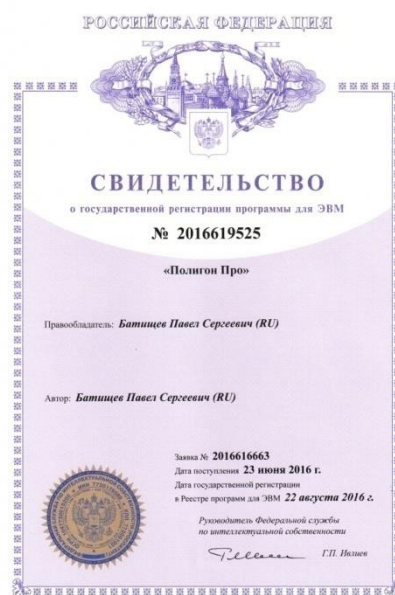 РОССИЙСКАЯ ФЕДЕРАЦИЯ
СВИДЕТЕЛЬСТВО
о государственной регистрации программы для ЭВМ
№ 2016619525
«Полигон Про»
Правообладатель: Батищев Павел Сергеевич (RU)
Автор: Батищев Павел Сергеевич (RU)
Заявка № 2016616663
Дата поступления 23 июня 2016 г.
Дата государственной регистрации
в Реестре программ для ЭВМ 22 августа 2016 г.
Руководитель Федеральной службы
по интеллектуальной собственности
Г.П. Ивлиев